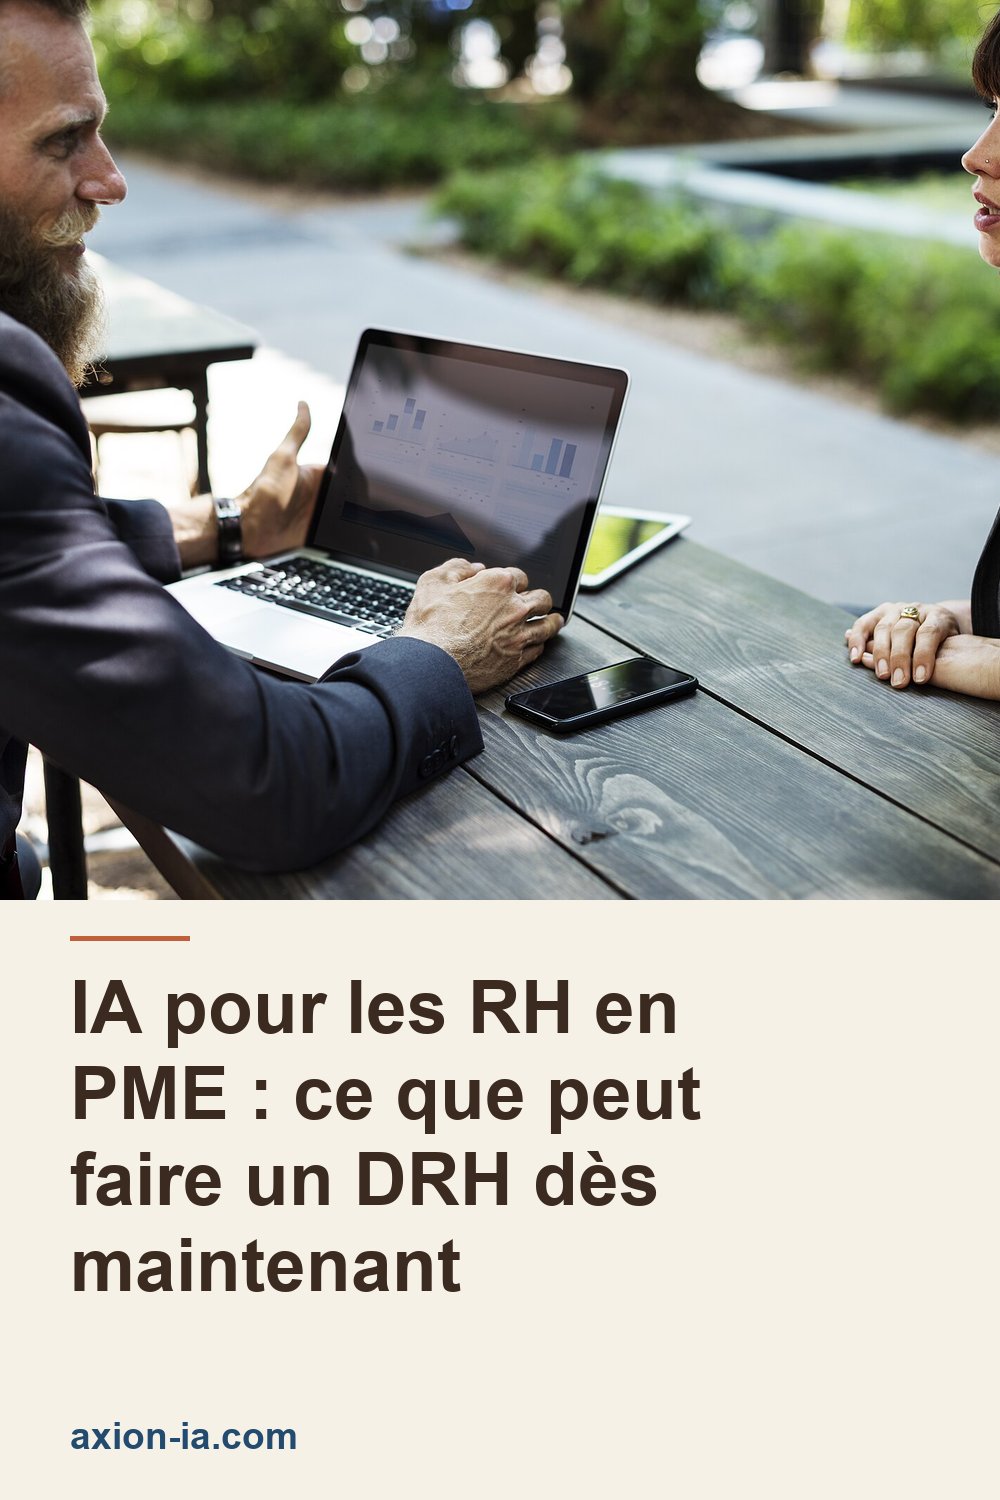 IA pour les RH en
PME : ce que peut
faire un DRH dès
maintenant
axion-ia.com